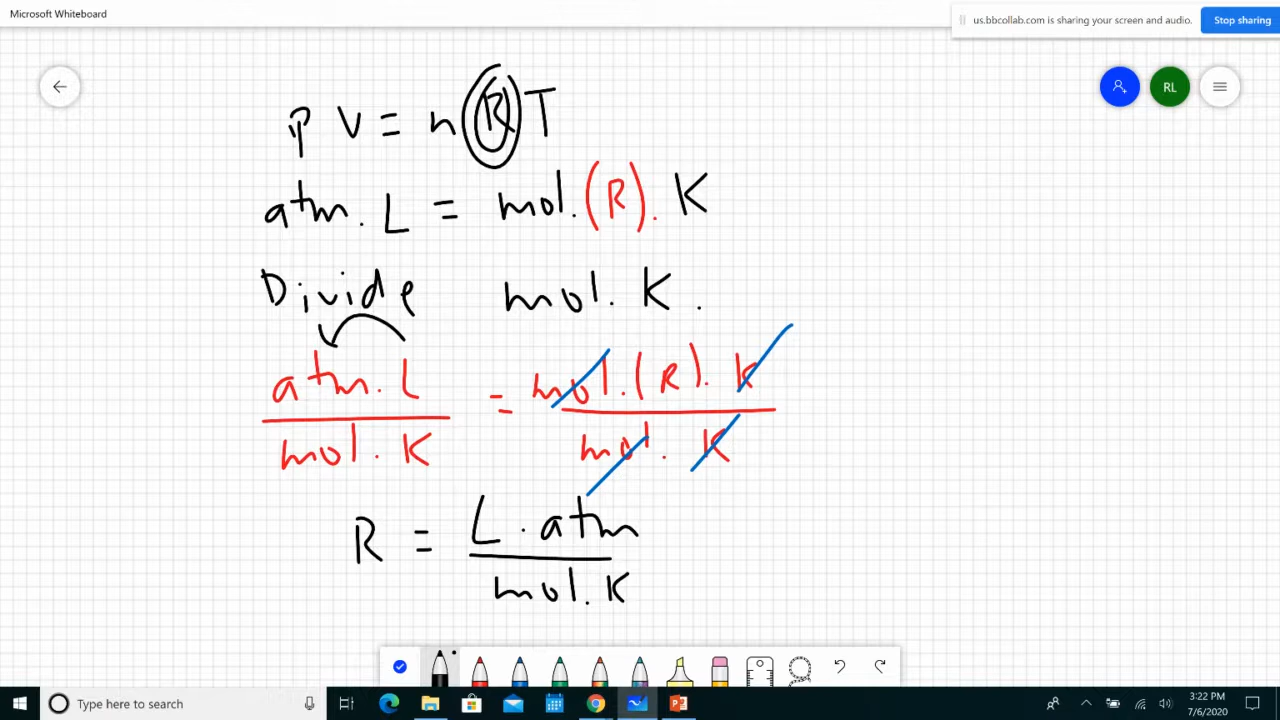 Microsoft Whiteboard
us.bbcollab.com is sharing your screen and audio.
Stop sharing
RL
PV = nRT
atm. L = mol.(R). K
Divide mol. K.
atm. L = mol.(R). K
mol. K mol. K
R = L. atm
mol. K
Type here to search
3:22 PM
7/6/2020